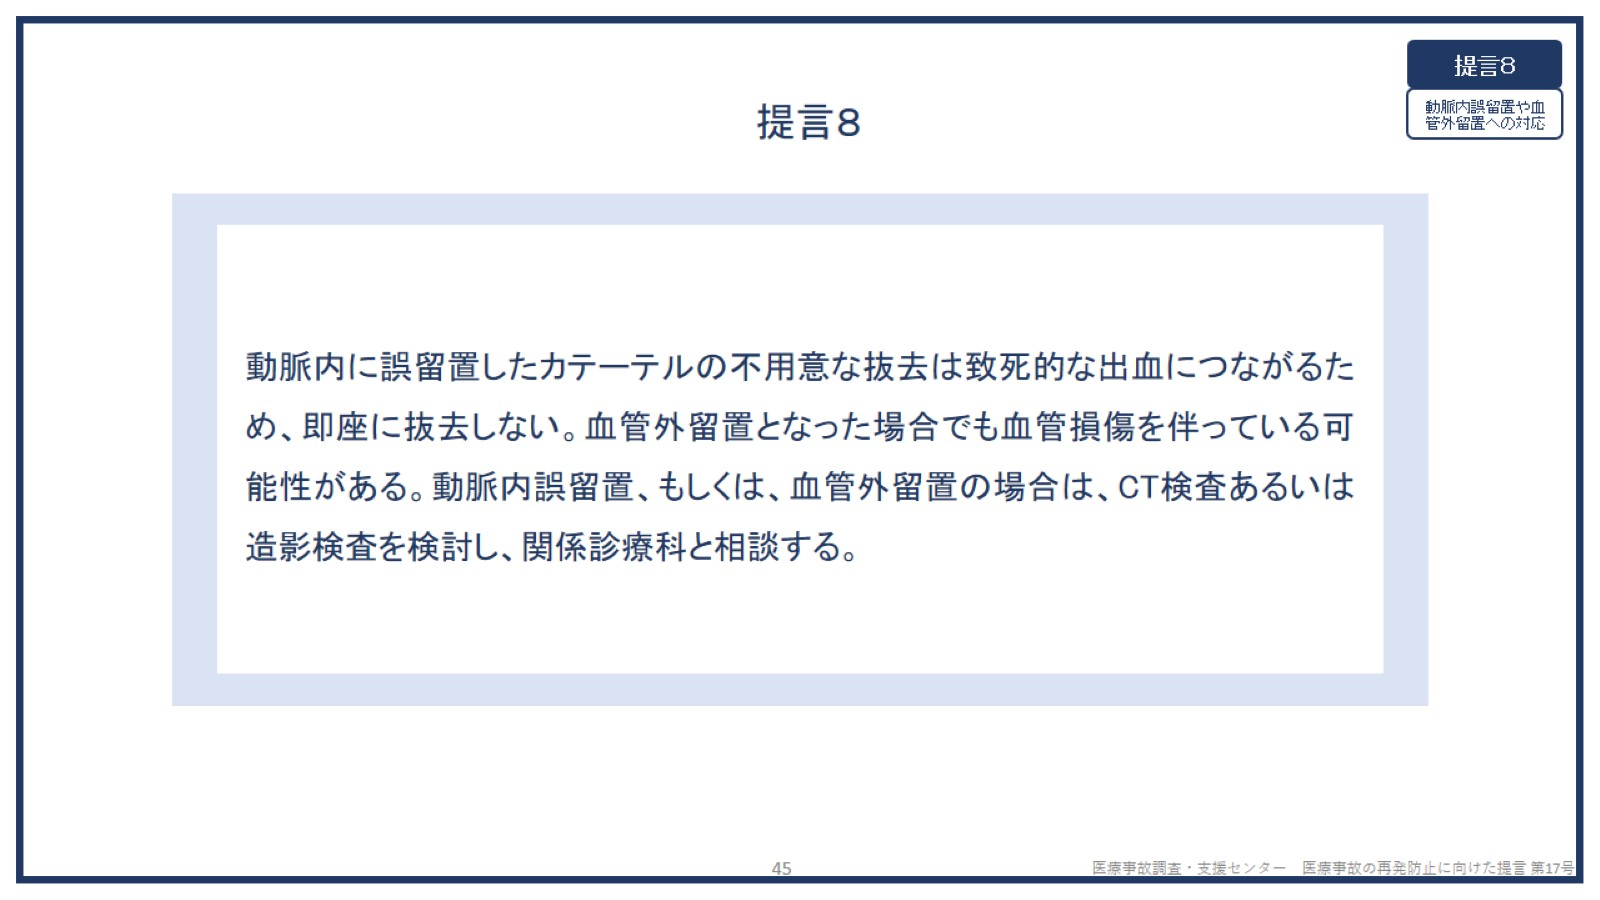 提言8
動脈内誤留置や血
管外留置への対応
提言8
動脈内に誤留置したカテーテルの不用意な抜去は致死的な出血につながるた
め、即座に抜去しない。血管外留置となった場合でも血管損傷を伴っている可
能性がある。動脈内誤留置、もしくは、血管外留置の場合は、CT検査あるいは
造影検査を検討し、関係診療科と相談する。
45
医療事故調査・支援センター　医療事故の再発防止に向けた提言 第17号